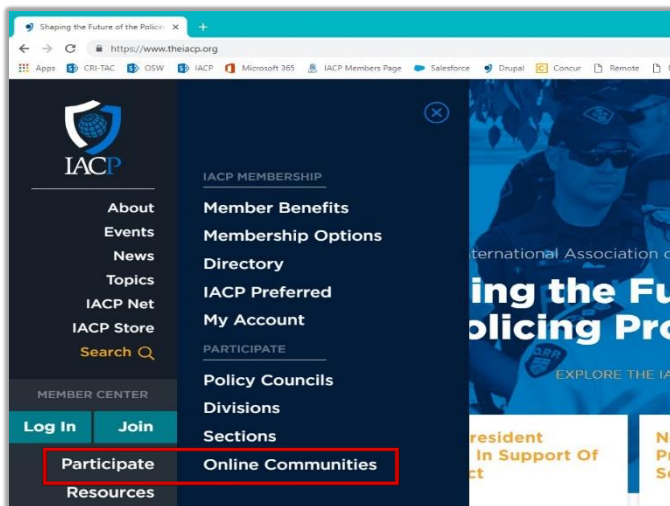 Shaping the Future of the Policin
https://www.theiacp.org
Apps CRI-TAC OSW IACP Microsoft 365 IACP Members Page Salesforce Drupal Concur Remote
IACP
About
Events
News
Topics
IACP Net
IACP Store
Search
MEMBER CENTER
Log In Join
Participate
Resources
IACP MEMBERSHIP
Member Benefits
Membership Options
Directory
IACP Preferred
My Account
PARTICIPATE
Policy Councils
Divisions
Sections
Online Communities
ternational Association o
ing the Fu
olicing Pro
EXPLORE THE IA
resident
In Support Of
ct
N
Pr
Se